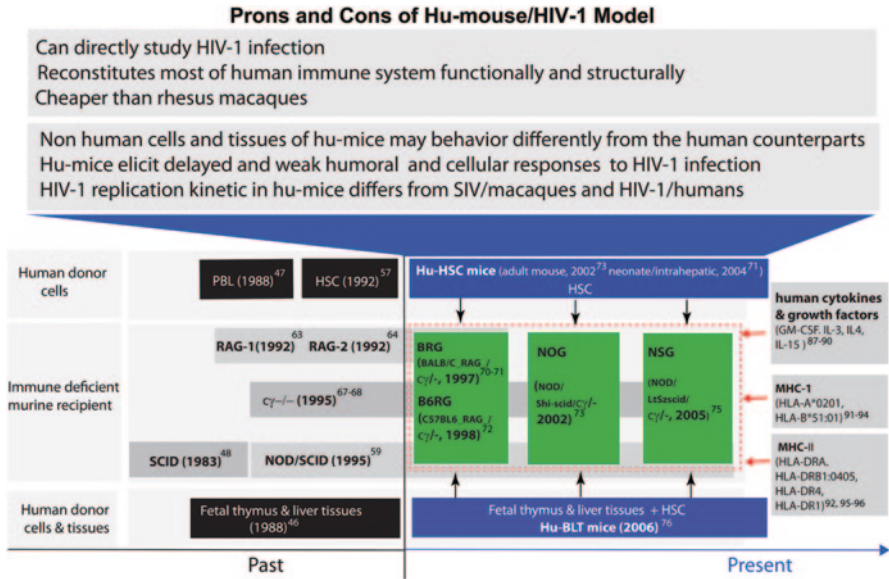 Prons and Cons of Hu-mouse/HIV-1 Model
Can directly study HIV-1 infection
Reconstitutes most of human immune system functionally and structurally
Cheaper than rhesus macaques
Non human cells and tissues of hu-mice may behavior differently from the human counterparts
Hu-mice elicit delayed and weak humoral and cellular responses to HIV-1 infection
HIV-1 replication kinetic in hu-mice differs from SIV/macaques and HIV-1/humans
Human donor
cells
PBL (1988)47
HSC (1992)57
Hu-HSC mice (adult mouse, 200273 neonate/intrahepatic, 200471)
HSC
human cytokines
& growth factors
(GM-CSF. IL-3, IL4,
IL-15 )87-90
Immune deficient
murine recipient
RAG-1(1992)63
RAG-2 (1992)64
Cγ−/− (1995)67-68
SCID (1983)48
NOD/SCID (1995)59
BRG
(BALB/C_RAG_/
Cγ/-, 1997)70-71
B6RG
(CS7BL6_RAG_/
Cγ/-, 1998)72
NOG
(NOD/
Shi-scid/Cγ/-
2002)73
NSG
(NOD/
LtSzscid/
Cγ/-, 2005)75
MHC-1
(HLA-A*0201,
HLA-B*51:01)91-94
MHC-II
(HLA-DRA,
HLA-DRB1:0405,
HLA-DR4,
HLA-DR1)92, 95-96
Human donor
cells & tissues
Fetal thymus & liver tissues
(1988)46
Fetal thymus & liver tissues + HSC
Hu-BLT mice (2006)76
Past
Present